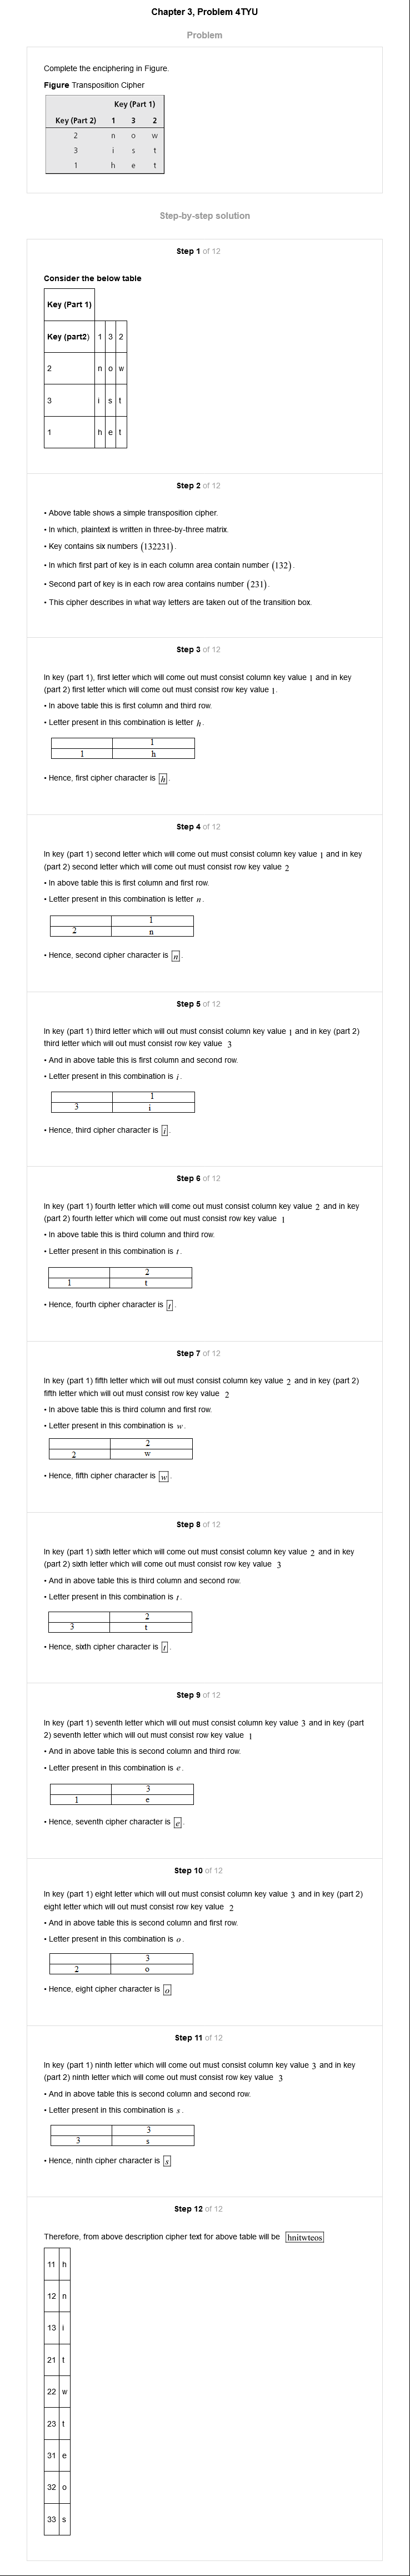 Chapter 3, Problem 4TYU
Problem
Complete the enciphering in Figure.
Figure Transposition Cipher
Key (Part 1)
Key (Part 2) 1 3 2
2 n o w
3 i s t
1 h e t
Step-by-step solution
Step 1 of 12
Consider the below table
Key (Part 1)
Key (part2) 1 3 2
2 n o w
3 i s t
1 h e t
Step 2 of 12
• Above table shows a simple transposition cipher.
• In which, plaintext is written in three-by-three matrix.
• Key contains six numbers (132231).
• In which first part of key is in each column area contain number (132).
• Second part of key is in each row area contains number (231).
• This cipher describes in what way letters are taken out of the transition box.
Step 3 of 12
In key (part 1), first letter which will come out must consist column key value 1 and in key
(part 2) first letter which will come out must consist row key value 1.
• In above table this is first column and third row.
• Letter present in this combination is letter h.
1
1 h
• Hence, first cipher character is h.
Step 4 of 12
In key (part 1) second letter which will come out must consist column key value 1 and in key
(part 2) second letter which will come out must consist row key value 2
• In above table this is first column and first row.
• Letter present in this combination is letter n.
1
2 n
• Hence, second cipher character is n.
Step 5 of 12
In key (part 1) third letter which will out must consist column key value 1 and in key (part 2)
third letter which will out must consist row key value 3
• And in above table this is first column and second row.
• Letter present in this combination is i.
1
3 i
• Hence, third cipher character is i.
Step 6 of 12
In key (part 1) fourth letter which will come out must consist column key value 2 and in key
(part 2) fourth letter which will come out must consist row key value 1
• In above table this is third column and third row.
• Letter present in this combination is t.
2
1 t
• Hence, fourth cipher character is t.
Step 7 of 12
In key (part 1) fifth letter which will out must consist column key value 2 and in key (part 2)
fifth letter which will out must consist row key value 2
• In above table this is third column and first row.
• Letter present in this combination is w.
2
2 w
• Hence, fifth cipher character is w.
Step 8 of 12
In key (part 1) sixth letter which will come out must consist column key value 2 and in key
(part 2) sixth letter which will come out must consist row key value 3
• And in above table this is third column and second row.
• Letter present in this combination is t.
2
3 t
• Hence, sixth cipher character is t.
Step 9 of 12
In key (part 1) seventh letter which will come out must consist column key value 3 and in key (part
2) seventh letter which will come out must consist row key value 1
• And in above table this is second column and third row.
• Letter present in this combination is e.
3
1 e
• Hence, seventh cipher character is e.
Step 10 of 12
In key (part 1) eight letter which will out must consist column key value 3 and in key (part 2)
eight letter which will out must consist row key value 2
• And in above table this is second column and first row.
• Letter present in this combination is o.
3
2 o
• Hence, eight cipher character is o
Step 11 of 12
In key (part 1) ninth letter which will come out must consist column key value 3 and in key
(part 2) ninth letter which will come out must consist row key value 3
• And in above table this is second column and second row.
• Letter present in this combination is s.
3
3 s
• Hence, ninth cipher character is s
Step 12 of 12
Therefore, from above description cipher text for above table will be hnitwteos
11 h
12 n
13 i
21 t
22 w
23 t
31 e
32 o
33 s